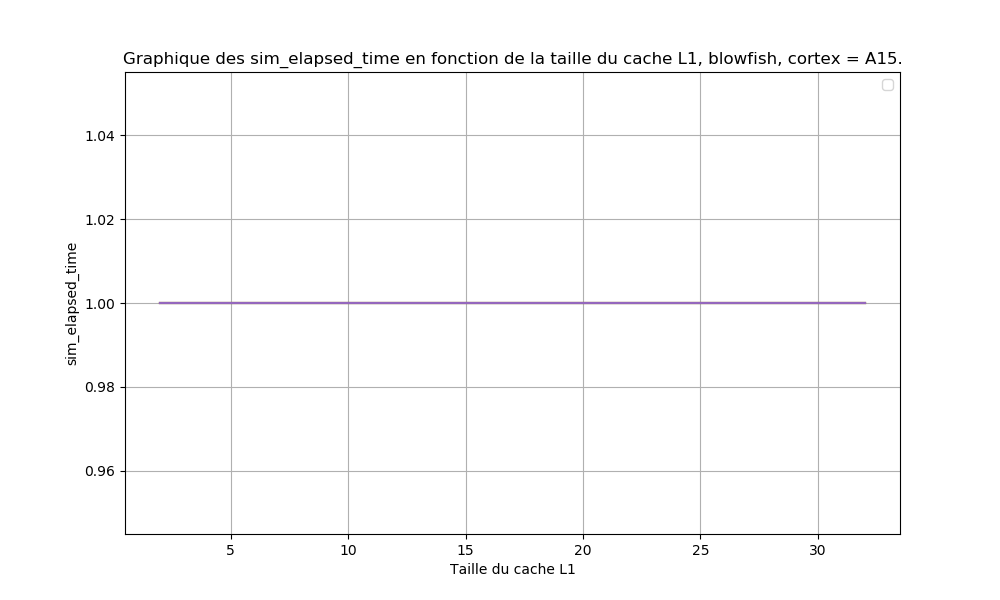 Graphique des sim_elapsed_time en fonction de la taille du cache L1, blowfish, cortex = A15.
1.04
1.02
1.00
0.98
0.96
sim_elapsed_time
5 10 15 20 25 30
Taille du cache L1